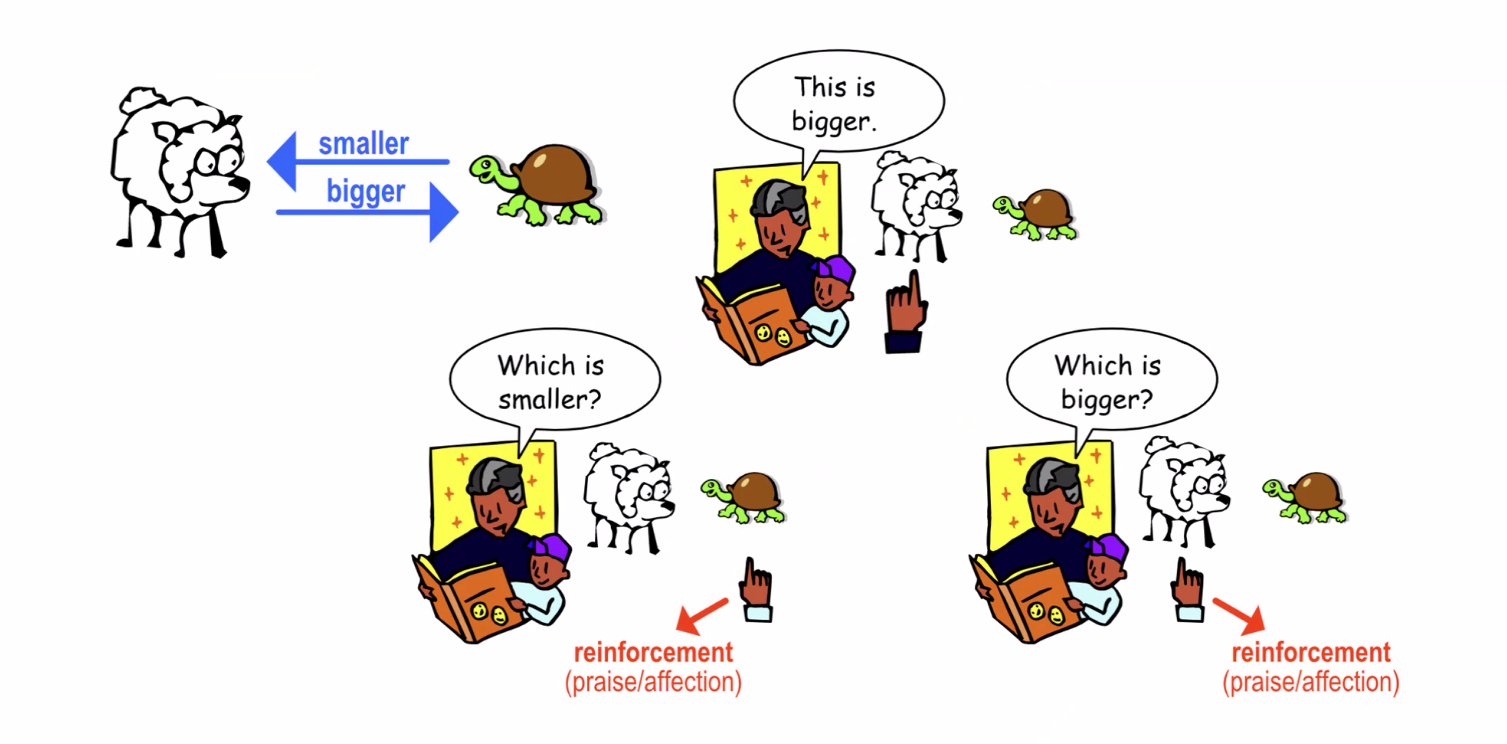 smaller
bigger
This is
bigger.
Which is
smaller?
reinforcement
(praise/affection)
Which is
bigger?
reinforcement
(praise/affection)